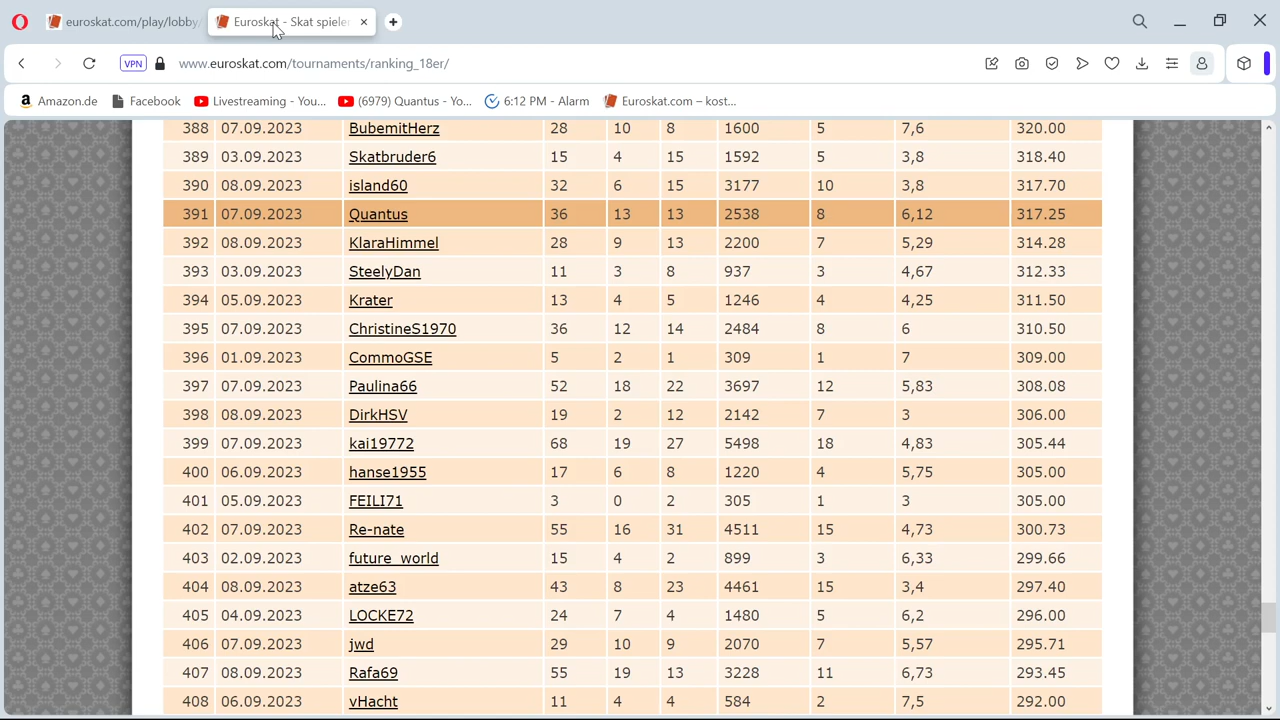 euroskat.com/play/lobby
Euroskat - Skat spielen
VPN
www.euroskat.com/tournaments/ranking_18er/
Amazon.de Facebook Livestreaming - You... (6979) Quantus - Yo... 6:12 PM - Alarm Euroskat.com – kost...
388 07.09.2023 BubemitHerz 28 10 8 1600 5 7,6 320.00
389 03.09.2023 Skatbruder6 15 4 15 1592 5 3,8 318.40
390 08.09.2023 island60 32 6 15 3177 10 3,8 317.70
391 07.09.2023 Quantus 36 13 13 2538 8 6,12 317.25
392 08.09.2023 KlaraHimmel 28 9 13 2200 7 5,29 314.28
393 03.09.2023 SteelyDan 11 3 8 937 3 4,67 312.33
394 05.09.2023 Krater 13 4 5 1246 4 4,25 311.50
395 07.09.2023 ChristineS1970 36 12 14 2484 8 6 310.50
396 01.09.2023 CommoGSE 5 2 1 309 1 7 309.00
397 07.09.2023 Paulina66 52 18 22 3697 12 5,83 308.08
398 08.09.2023 DirkHSV 19 2 12 2142 7 3 306.00
399 07.09.2023 kai19772 68 19 27 5498 18 4,83 305.44
400 06.09.2023 hanse1955 17 6 8 1220 4 5,75 305.00
401 05.09.2023 FEILI71 3 0 2 305 1 3 305.00
402 07.09.2023 Re-nate 55 16 31 4511 15 4,73 300.73
403 02.09.2023 future_world 15 4 2 899 3 6,33 299.66
404 08.09.2023 atze63 43 8 23 4461 15 3,4 297.40
405 04.09.2023 LOCKE72 24 7 4 1480 5 6,2 296.00
406 07.09.2023 jwd 29 10 9 2070 7 5,57 295.71
407 08.09.2023 Rafa69 55 19 13 3228 11 6,73 293.45
408 06.09.2023 vHacht 11 4 4 584 2 7,5 292.00